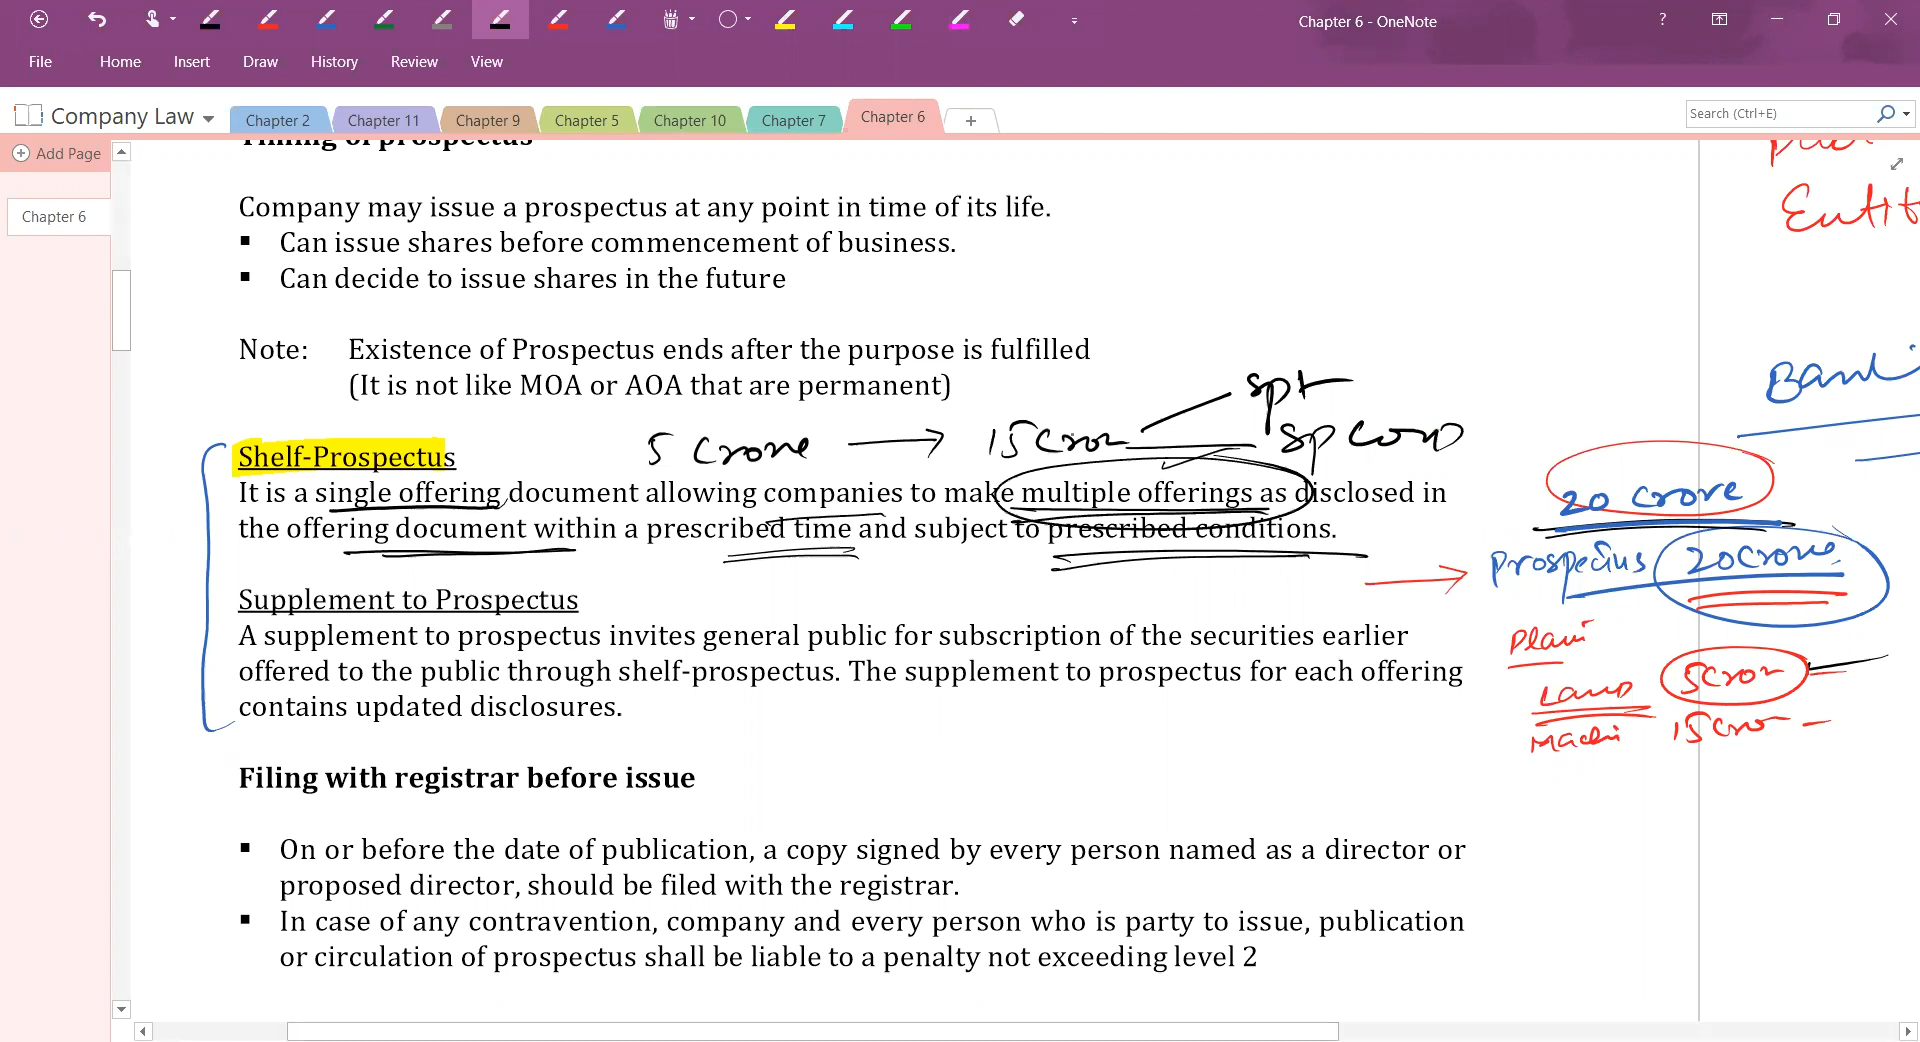 Chapter 6 - OneNote
?
File Home Insert Draw History Review View
Company Law
Chapter 2 Chapter 11 Chapter 9 Chapter 5 Chapter 10 Chapter 7 Chapter 6 +
Search (Ctrl+E)
Add Page
Chapter 6
Timing of prospectus
Company may issue a prospectus at any point in time of its life.
▪ Can issue shares before commencement of business.
▪ Can decide to issue shares in the future
Note: Existence of Prospectus ends after the purpose is fulfilled
(It is not like MOA or AOA that are permanent)
5 Crore → 15 Cror
Shelf-Prospectus
It is a single offering document allowing companies to make multiple offerings as disclosed in
the offering document within a prescribed time and subject to prescribed conditions.
20 crore
Prospectus 20 crore
Supplement to Prospectus
A supplement to prospectus invites general public for subscription of the securities earlier
offered to the public through shelf-prospectus. The supplement to prospectus for each offering
contains updated disclosures.
5 Cror
15 Cror
Filing with registrar before issue
▪ On or before the date of publication, a copy signed by every person named as a director or
proposed director, should be filed with the registrar.
▪ In case of any contravention, company and every person who is party to issue, publication
or circulation of prospectus shall be liable to a penalty not exceeding level 2